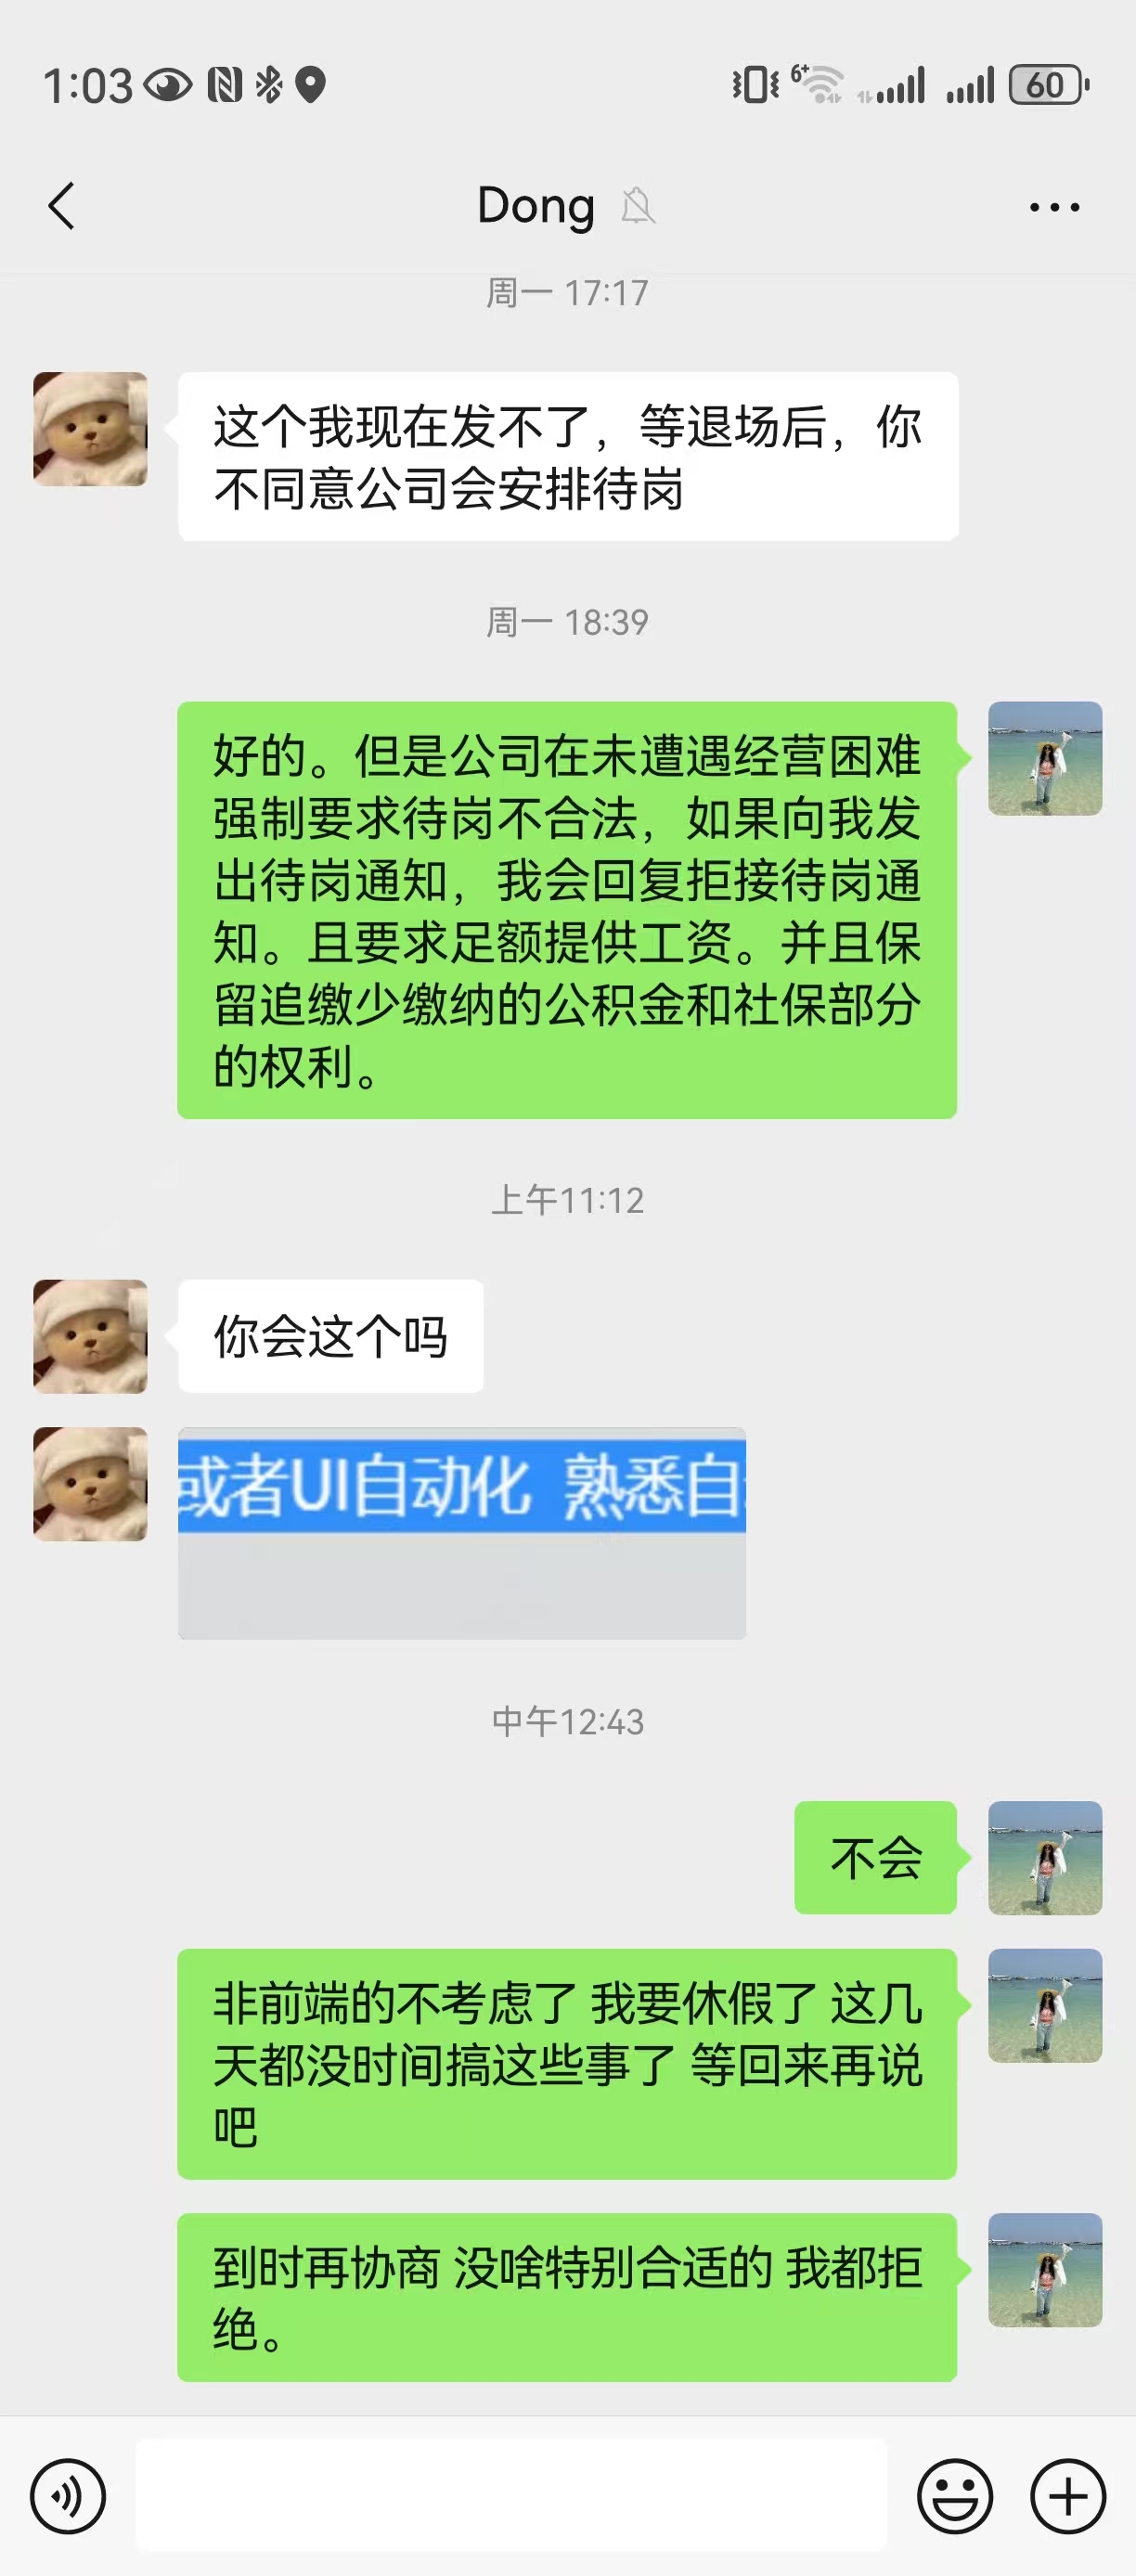 1:03
6+
60
Dong
周一 17:17
这个我现在发不了，等退场后，你
不同意公司会安排待岗
周一 18:39
好的。但是公司在未遭遇经营困难
强制要求待岗不合法，如果向我发
出待岗通知，我会回复拒接待岗通
知。且要求足额提供工资。并且保
留追缴少缴纳的公积金和社保部分
的权利。
上午11:12
你会这个吗
或者UI自动化 熟悉自
中午12:43
不会
非前端的不考虑了 我要休假了 这几
天都没时间搞这些事了 等回来再说
吧
到时再协商 没啥特别合适的 我都拒
绝。